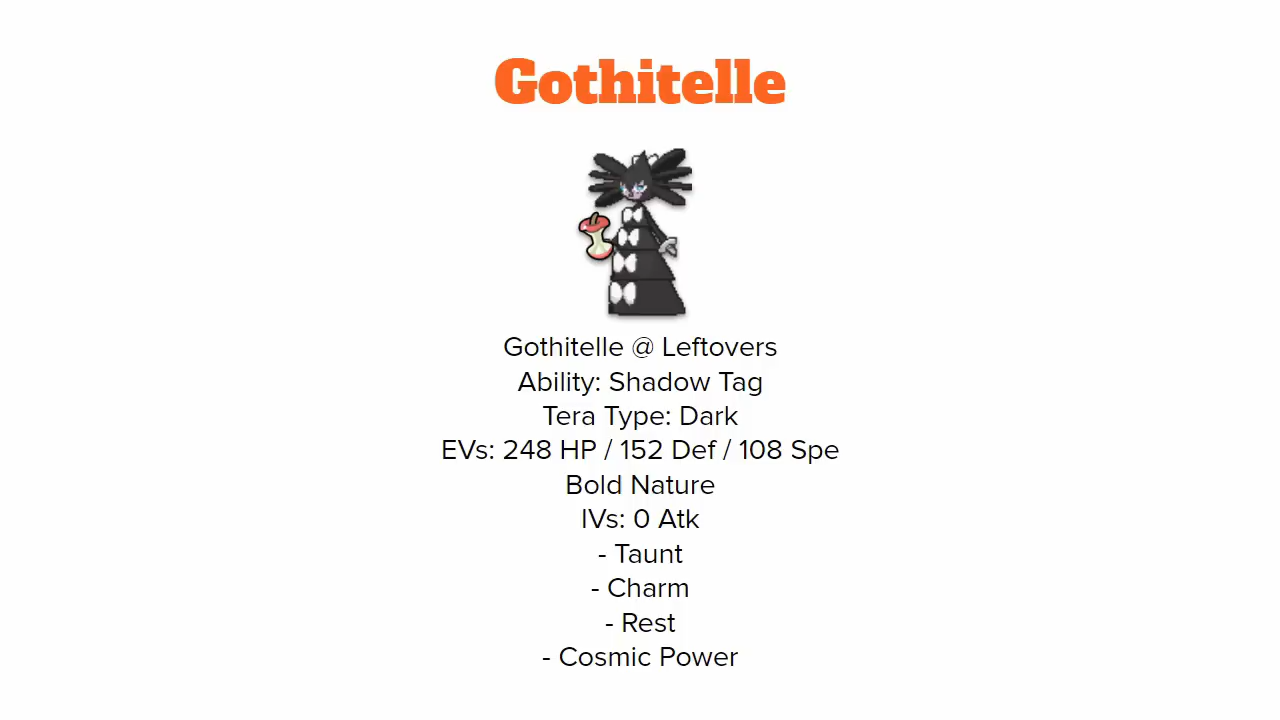 Gothitelle
Gothitelle @ Leftovers
Ability: Shadow Tag
Tera Type: Dark
EVs: 248 HP / 152 Def / 108 Spe
Bold Nature
IVs: 0 Atk
- Taunt
- Charm
- Rest
- Cosmic Power